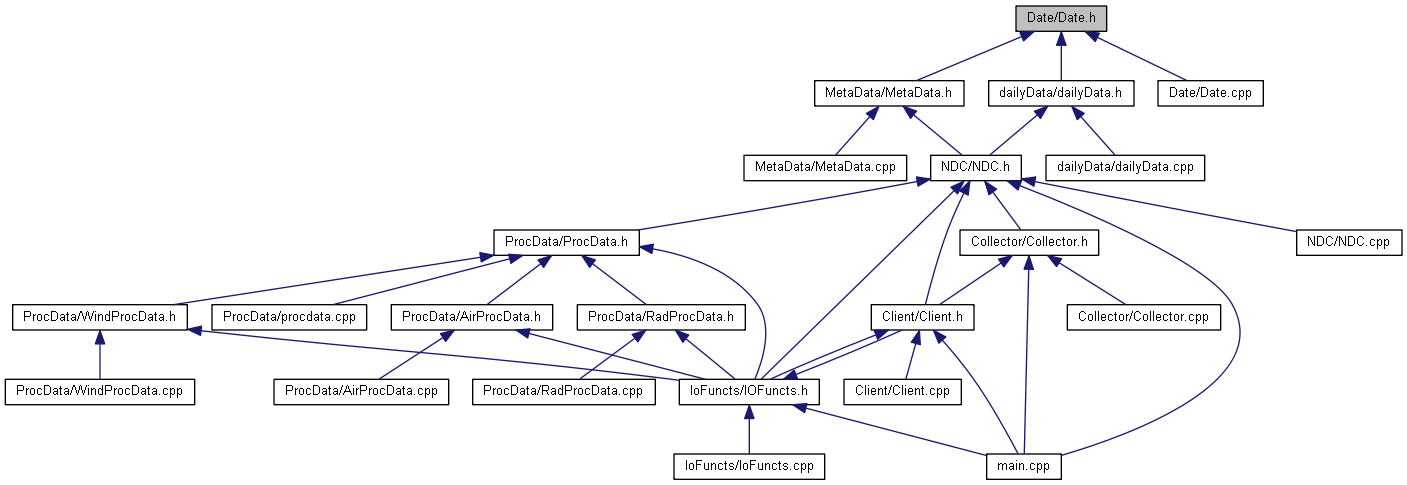 Date/Date.h
MetaData/MetaData.h
dailyData/dailyData.h
Date/Date.cpp
MetaData/MetaData.cpp
NDC/NDC.h
dailyData/dailyData.cpp
ProcData/ProcData.h
Collector/Collector.h
NDC/NDC.cpp
ProcData/WindProcData.h
ProcData/procdata.cpp
ProcData/AirProcData.h
ProcData/RadProcData.h
Client/Client.h
Collector/Collector.cpp
ProcData/WindProcData.cpp
ProcData/AirProcData.cpp
ProcData/RadProcData.cpp
IoFuncts/IOFuncts.h
Client/Client.cpp
IoFuncts/IoFuncts.cpp
main.cpp